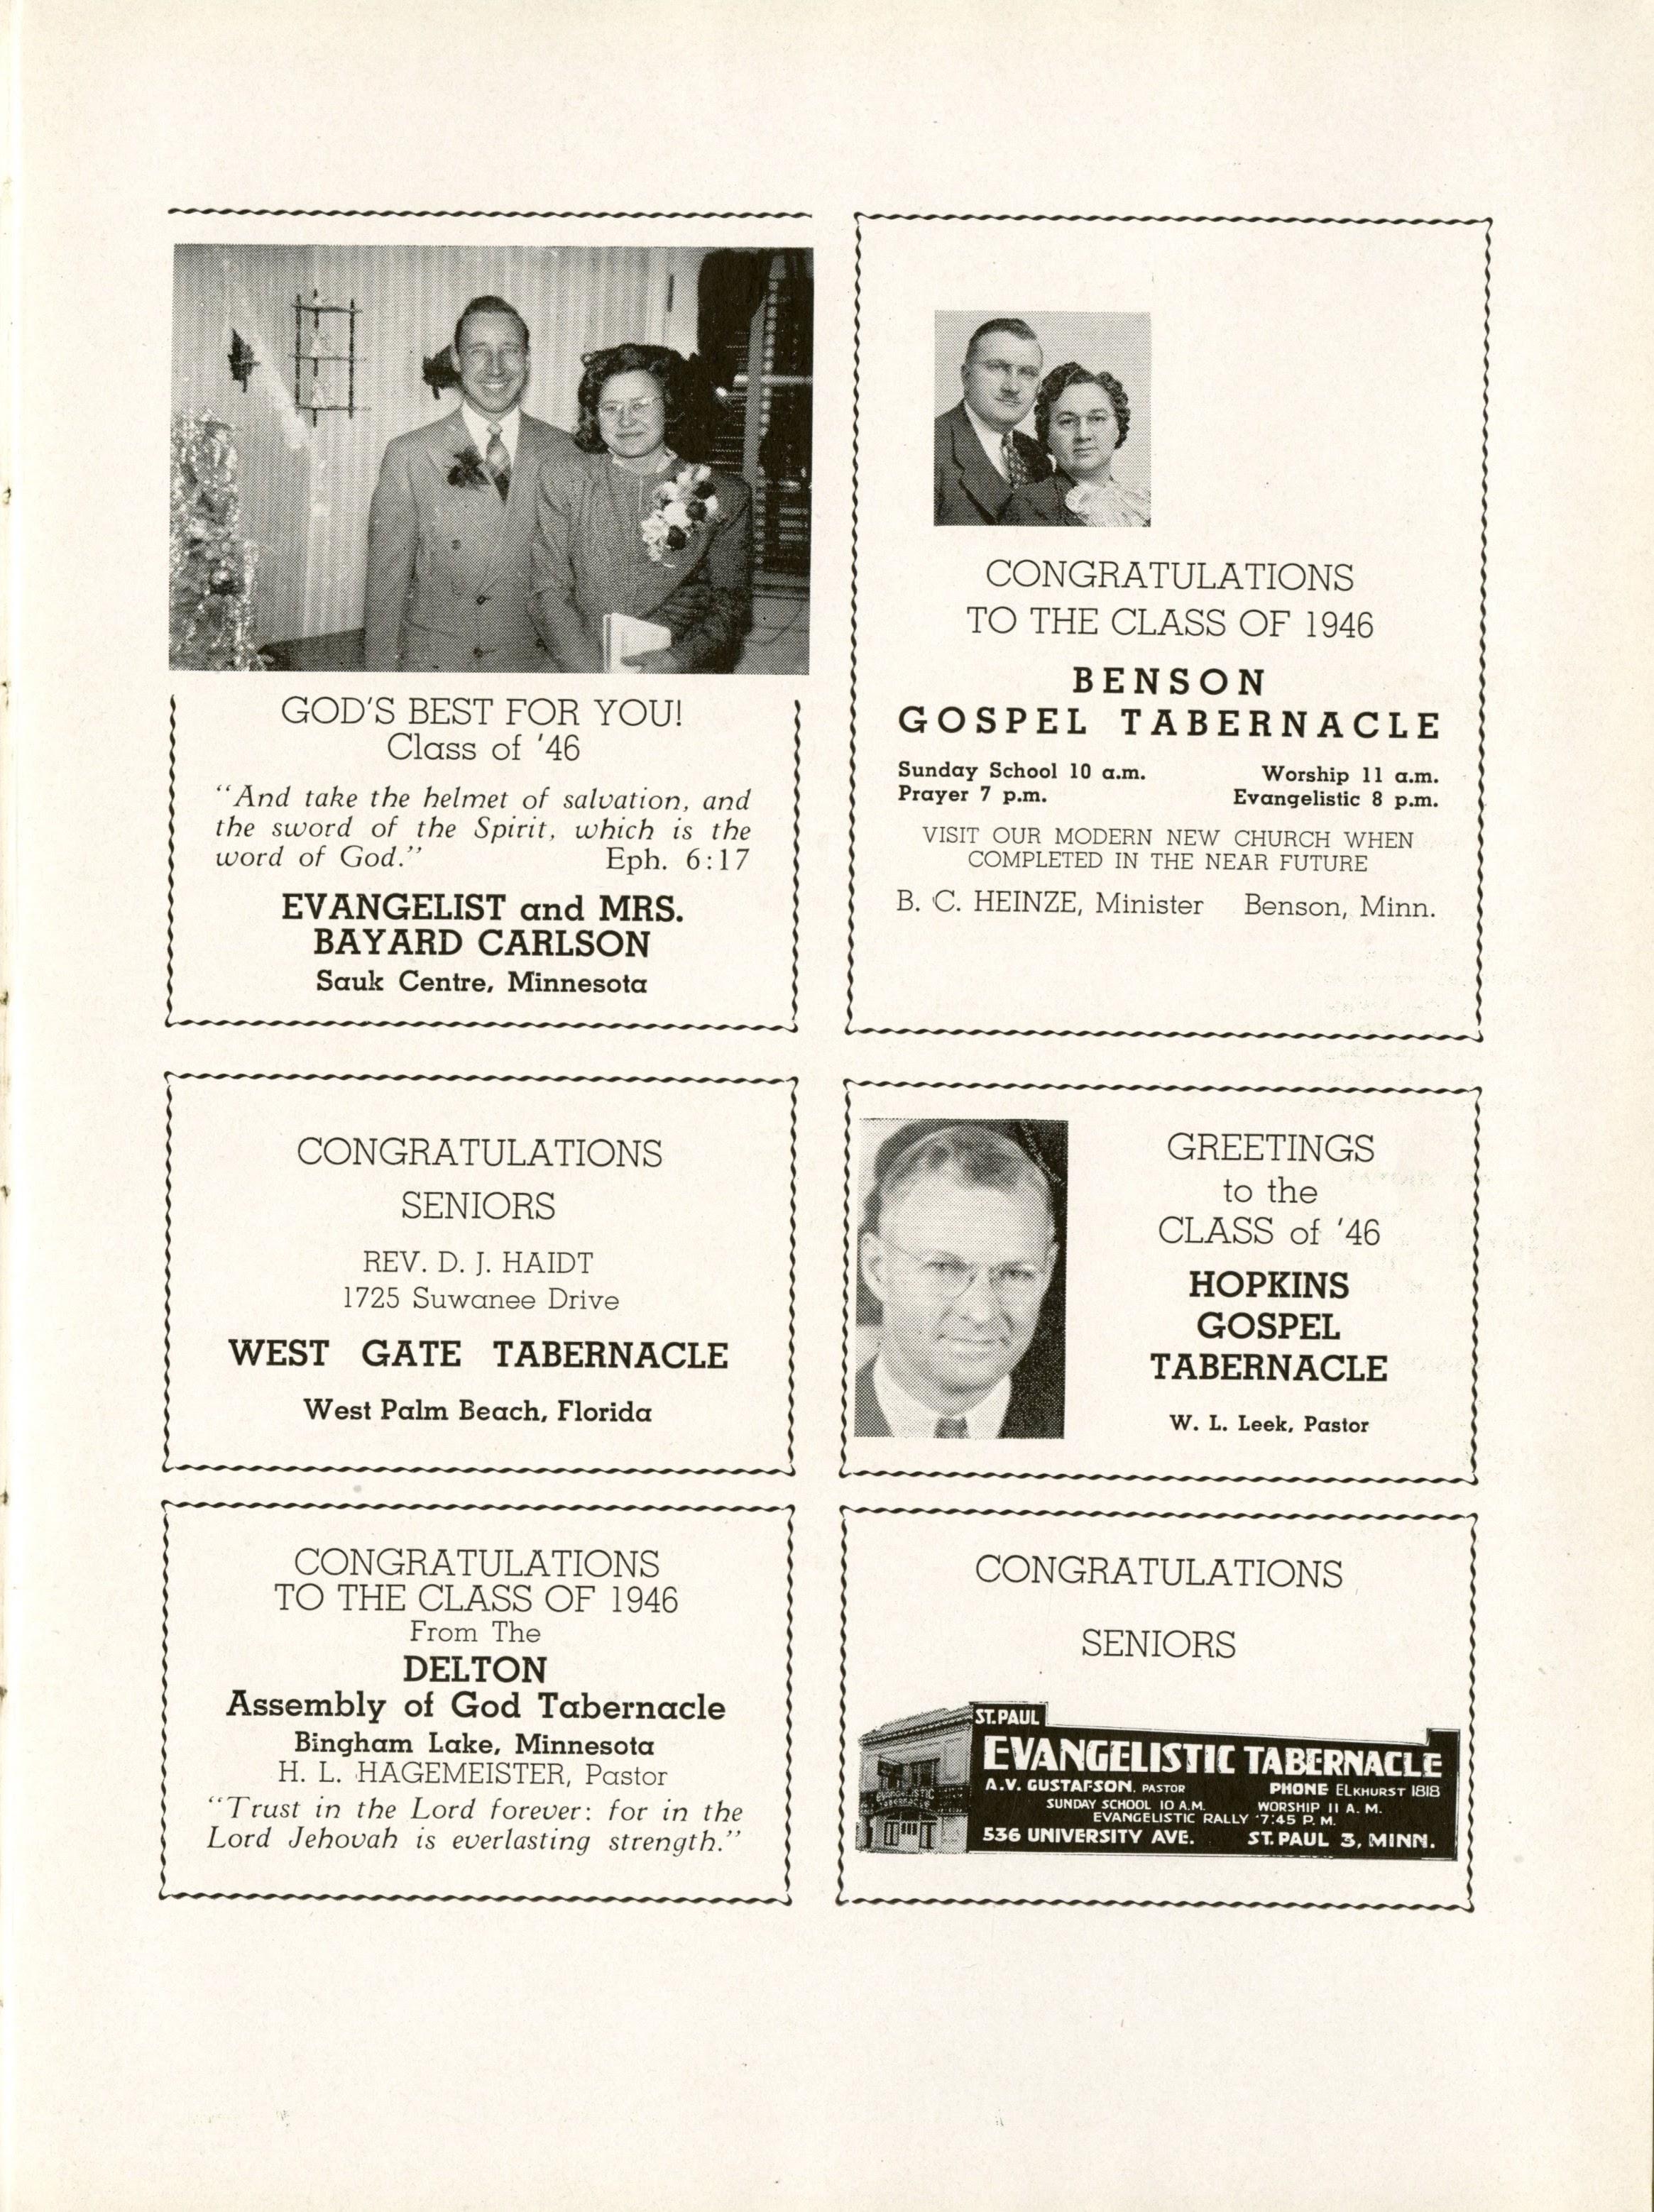 GOD'S BEST FOR YOU!
Class of '46
"And take the helmet of salvation, and
the sword of the Spirit, which is the
word of God." Eph. 6:17
EVANGELIST and MRS.
BAYARD CARLSON
Sauk Centre, Minnesota
CONGRATULATIONS
TO THE CLASS OF 1946
BENSON
GOSPEL TABERNACLE
Sunday School 10 a.m. Worship 11 a.m.
Prayer 7 p.m. Evangelistic 8 p.m.
VISIT OUR MODERN NEW CHURCH WHEN
COMPLETED IN THE NEAR FUTURE
B. C. HEINZE, Minister Benson, Minn.
CONGRATULATIONS
SENIORS
REV. D. J. HAIDT
1725 Suwanee Drive
WEST GATE TABERNACLE
West Palm Beach, Florida
GREETINGS
to the
CLASS of '46
HOPKINS
GOSPEL
TABERNACLE
W. L. Leek, Pastor
CONGRATULATIONS
TO THE CLASS OF 1946
From The
DELTON
Assembly of God Tabernacle
Bingham Lake, Minnesota
H. L. HAGEMEISTER, Pastor
"Trust in the Lord forever: for in the
Lord Jehovah is everlasting strength."
CONGRATULATIONS
SENIORS
ST. PAUL
EVANGELISTIC TABERNACLE
A.V. GUSTAFSON, PASTOR PHONE ELKHURST 1818
SUNDAY SCHOOL 10 A.M. WORSHIP 11 A. M.
EVANGELISTIC RALLY 7:45 P. M.
536 UNIVERSITY AVE. ST. PAUL 3, MINN.
EVANGELISTIC
TABERNACLE